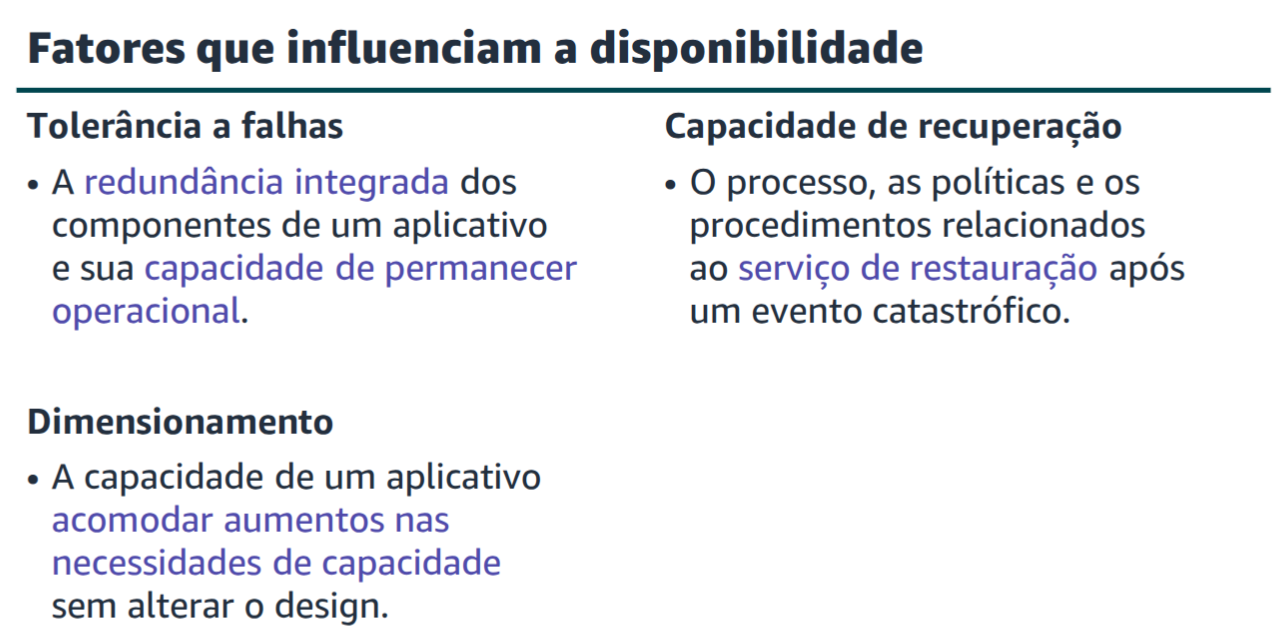 Fatores que influenciam a disponibilidade
Tolerância a falhas
• A redundância integrada dos
componentes de um aplicativo
e sua capacidade de permanecer
operacional.
Capacidade de recuperação
• O processo, as políticas e os
procedimentos relacionados
ao serviço de restauração após
um evento catastrófico.
Dimensionamento
• A capacidade de um aplicativo
acomodar aumentos nas
necessidades de capacidade
sem alterar o design.